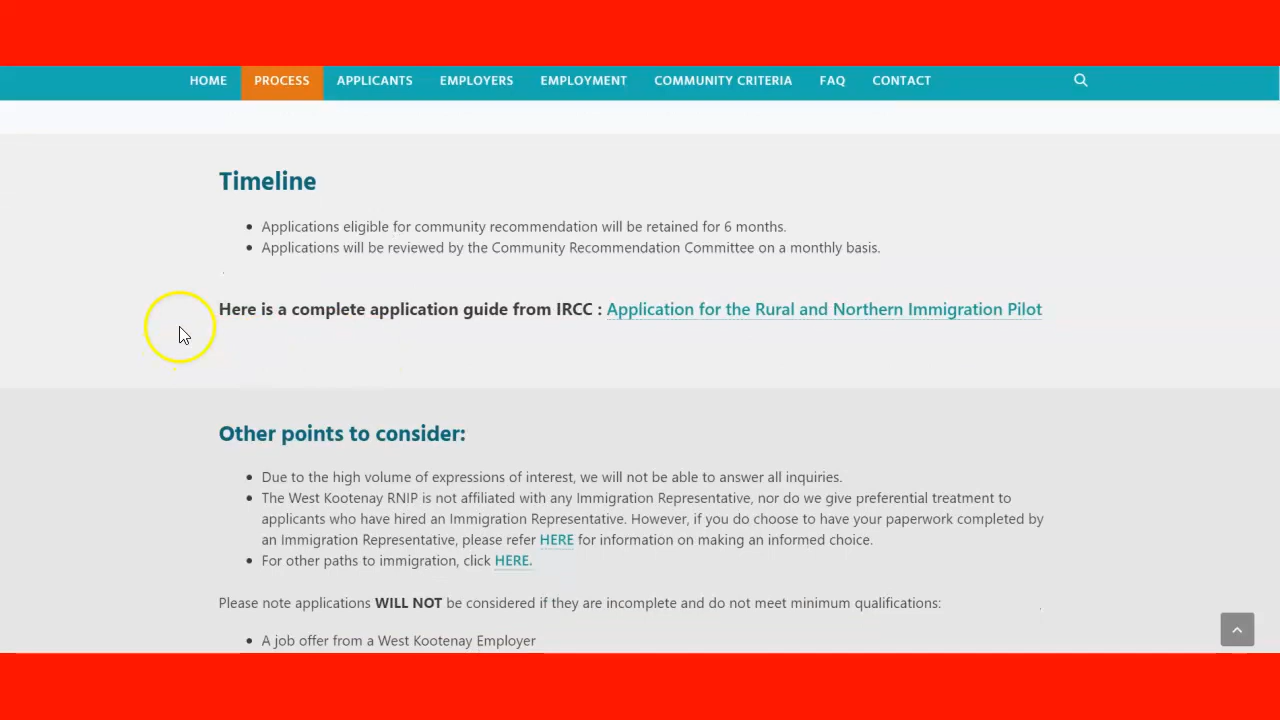 HOME PROCESS APPLICANTS EMPLOYERS EMPLOYMENT COMMUNITY CRITERIA FAQ CONTACT
Timeline
• Applications eligible for community recommendation will be retained for 6 months.
• Applications will be reviewed by the Community Recommendation Committee on a monthly basis.
Here is a complete application guide from IRCC : Application for the Rural and Northern Immigration Pilot
Other points to consider:
• Due to the high volume of expressions of interest, we will not be able to answer all inquiries.
• The West Kootenay RNIP is not affiliated with any Immigration Representative, nor do we give preferential treatment to
applicants who have hired an Immigration Representative. However, if you do choose to have your paperwork completed by
an Immigration Representative, please refer HERE for information on making an informed choice.
• For other paths to immigration, click HERE.
Please note applications WILL NOT be considered if they are incomplete and do not meet minimum qualifications:
• A job offer from a West Kootenay Employer